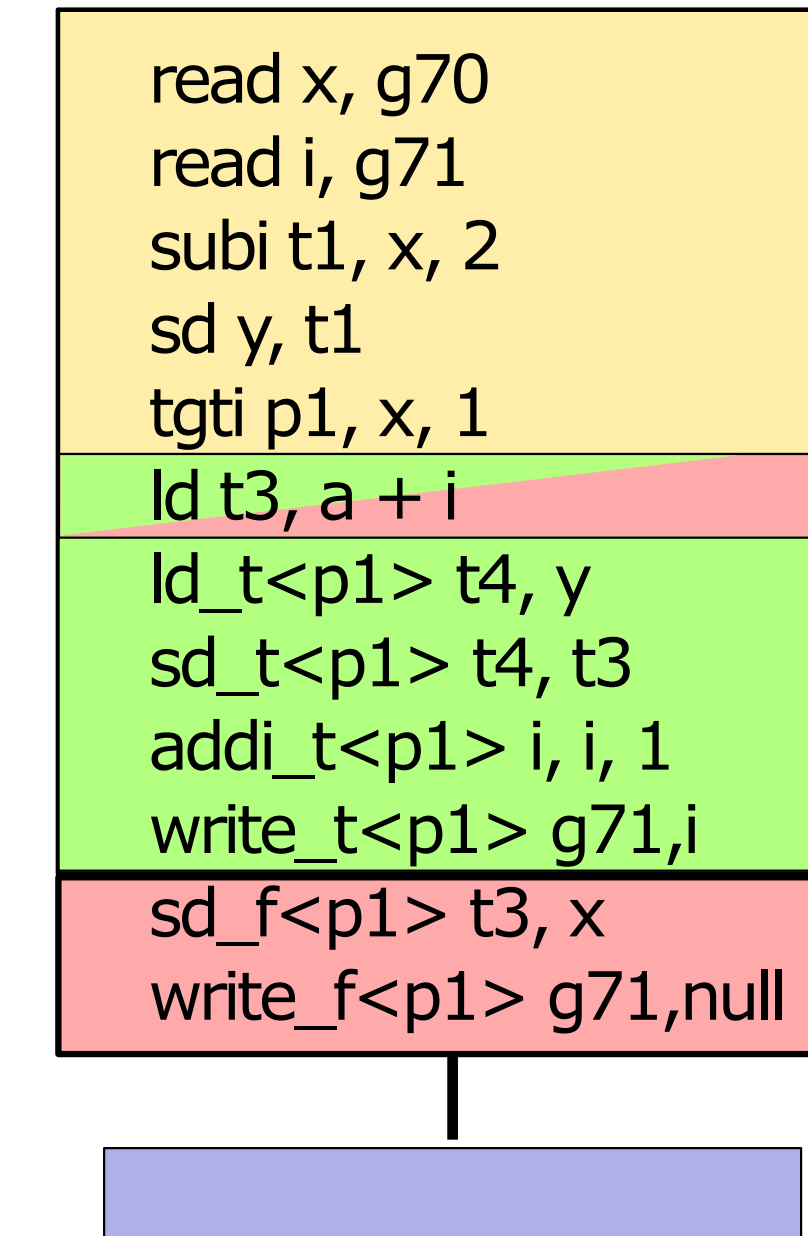 read x, g70
read i, g71
subi t1, x, 2
sd y, t1
tgti p1, x, 1
ld t3, a + i
ld_t<p1> t4, y
sd_t<p1> t4, t3
addi_t<p1> i, i, 1
write_t<p1> g71,i
sd_f<p1> t3, x
write_f<p1> g71,null